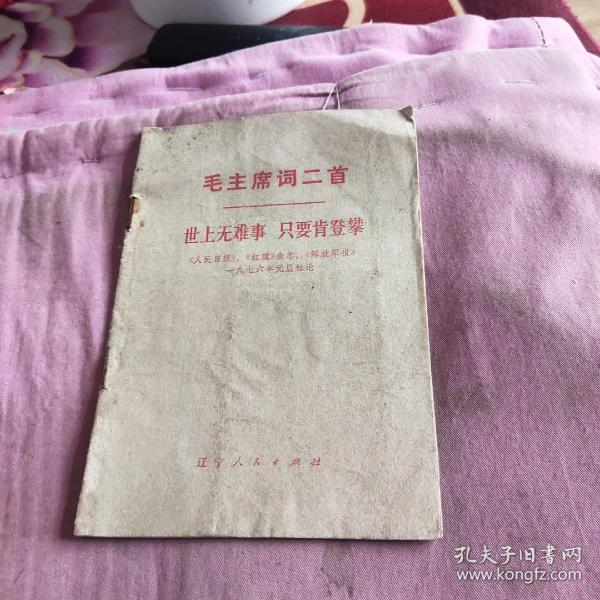 毛主席词二首
世上无难事 只要肯登攀
《人民日报》、《红旗》杂志、《解放军报》
一九七六年元旦社论
辽宁人民出版社
孔夫子旧书网
www.kongfz.com